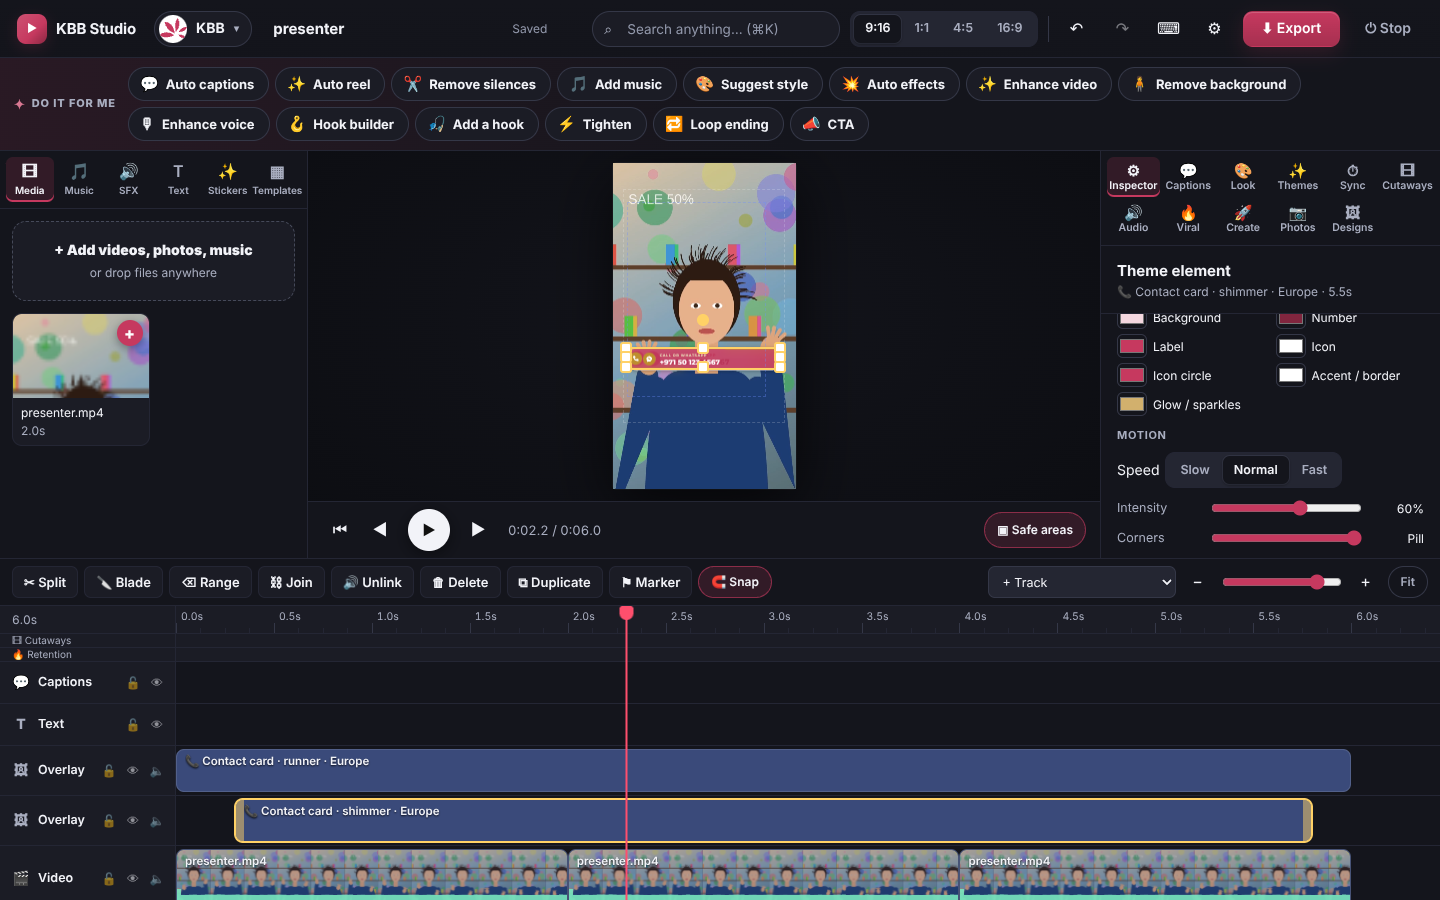 KBB Studio
KBB
presenter
Saved
Search anything… (⌘K)
9:16
1:1
4:5
16:9
Export
Stop
DO IT FOR ME
Auto captions
Auto reel
Remove silences
Add music
Suggest style
Auto effects
Enhance video
Remove background
Enhance voice
Hook builder
Add a hook
Tighten
Loop ending
CTA
Media
Music
SFX
Text
Stickers
Templates
+ Add videos, photos, music
or drop files anywhere
presenter.mp4
2.0s
SALE 50%
CALL OR WHATSAPP
0:02.2 / 0:06.0
Safe areas
Inspector
Captions
Look
Themes
Sync
Cutaways
Audio
Viral
Create
Photos
Designs
Theme element
Contact card · shimmer · Europe · 5.5s
Background
Number
Label
Icon
Icon circle
Accent / border
Glow / sparkles
MOTION
Speed
Slow
Normal
Fast
Intensity
60%
Corners
Pill
Split
Blade
Range
Join
Unlink
Delete
Duplicate
Marker
Snap
+ Track
Fit
6.0s
0.0s
0.5s
1.0s
1.5s
2.0s
2.5s
3.0s
3.5s
4.0s
4.5s
5.0s
5.5s
6.0s
Cutaways
Retention
Captions
Text
Overlay
Contact card · runner · Europe
Overlay
Contact card · shimmer · Europe
Video
presenter.mp4
presenter.mp4
presenter.mp4